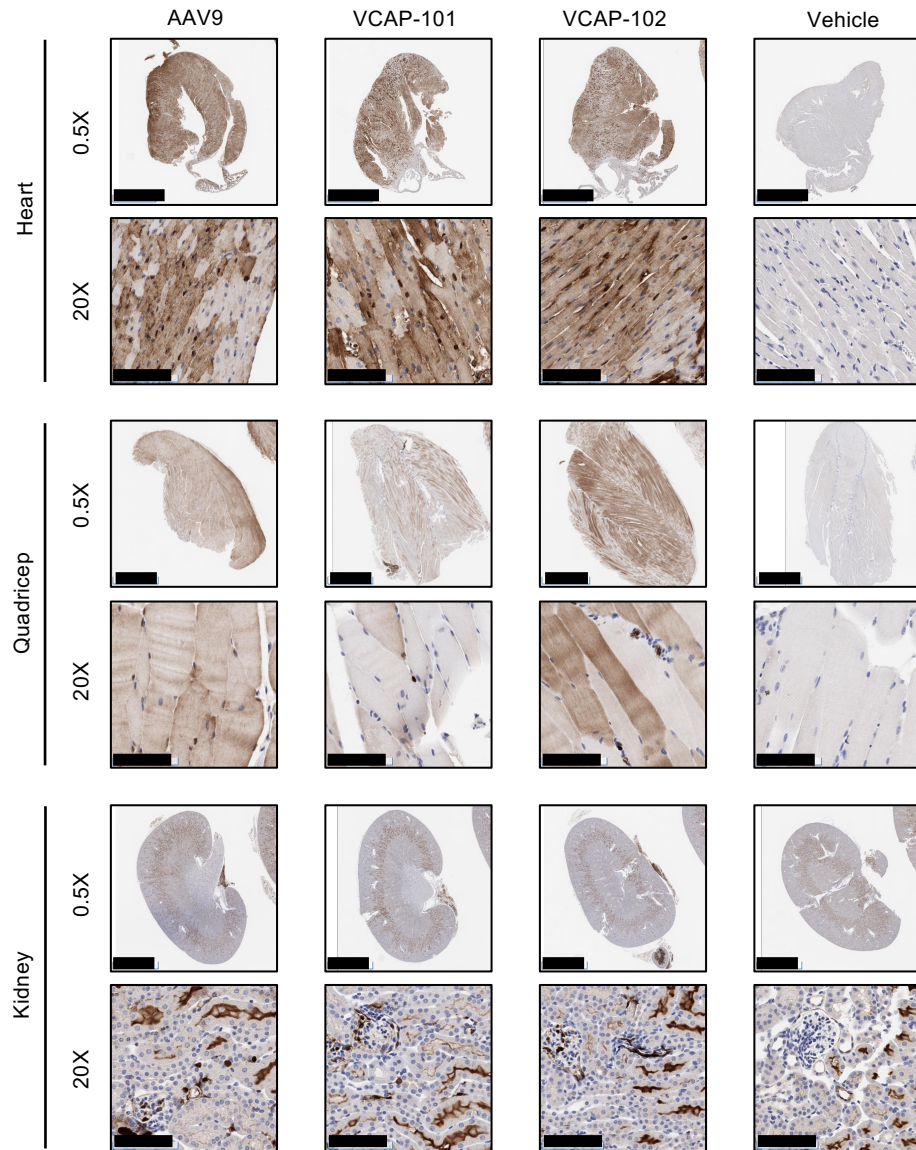 AAV9 VCAP-101 VCAP-102 Vehicle
Heart
0.5X
20X
Quadricep
0.5X
20X
Kidney
0.5X
20X